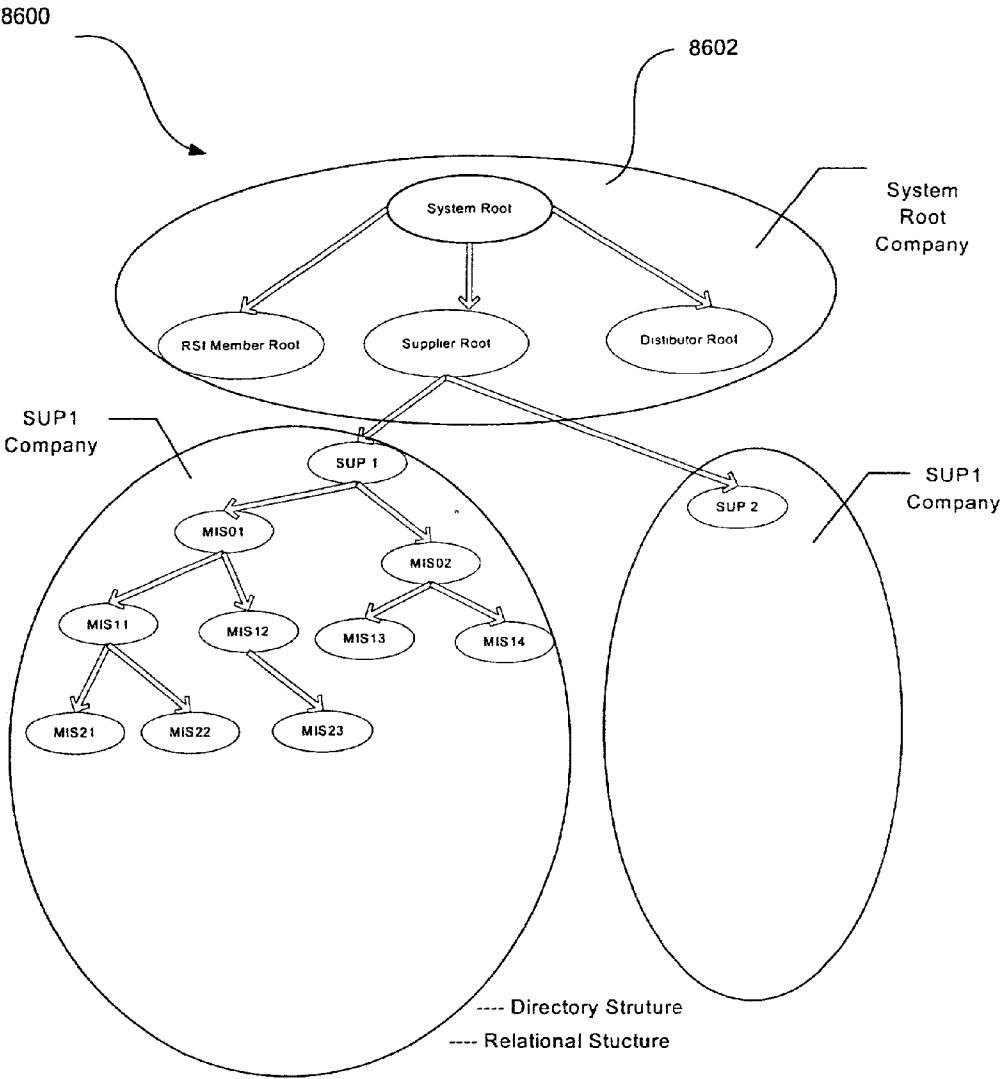 8600
8602
System Root
System
Root
Company
RSI Member Root
Supplier Root
Distibutor Root
SUP1
Company
SUP 1
SUP1
Company
SUP 2
MIS01
MIS02
MIS11
MIS12
MIS13
MIS14
MIS21
MIS22
MIS23
---- Directory Struture
---- Relational Stucture